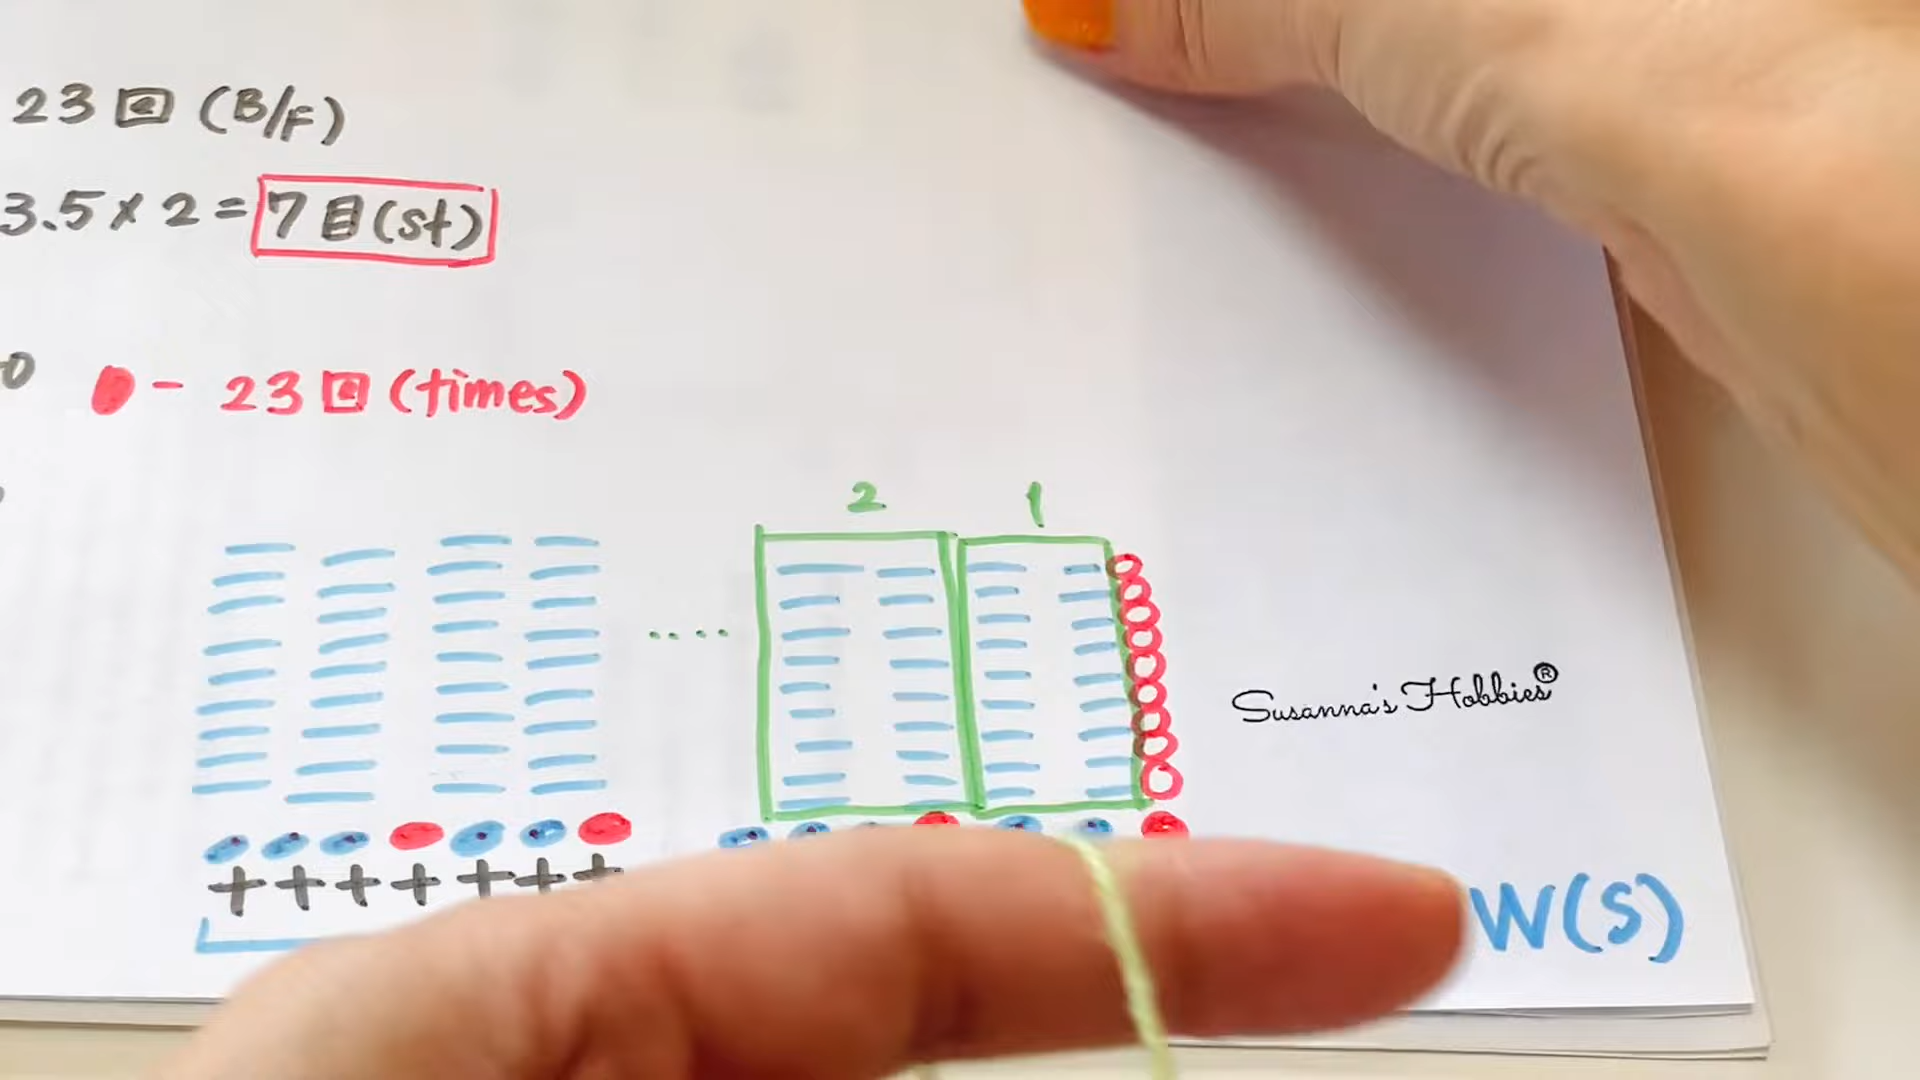 23回 (B/F)
3.5 × 2 = 7目(st)
- 23回 (times)
2 1
Susanna's Hobbies®
W(S)